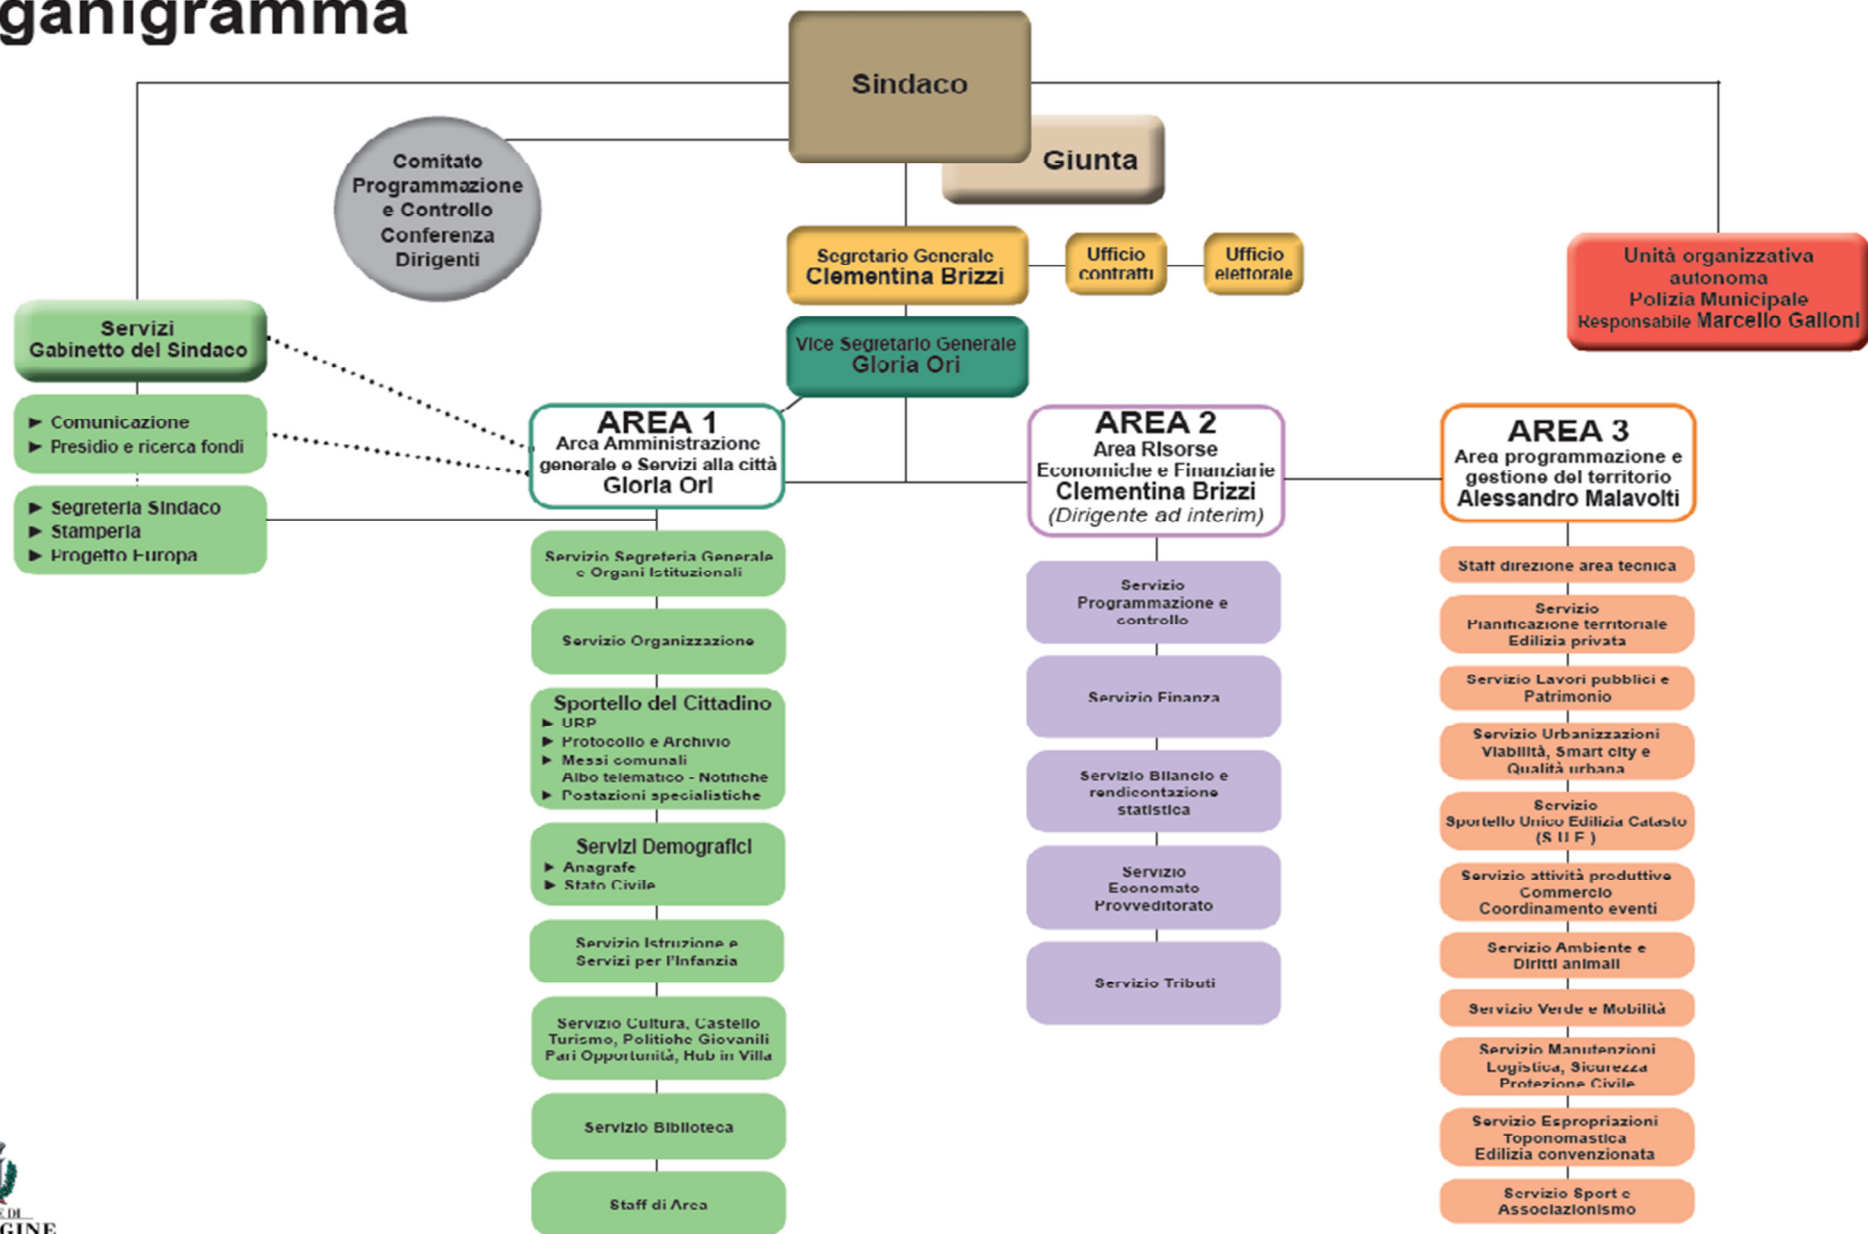 ganigramma
Sindaco
Giunta
Comitato
Programmazione
e Controllo
Conferenza
Dirigenti
Segretario Generale
Clementina Brizzi
Ufficio
contratti
Ufficio
elettorale
Unità organizzativa
autonoma
Polizia Municipale
Responsabile Marcello Galloni
Servizi
Gabinetto del Sindaco
Vice Segretario Generale
Gloria Ori
► Comunicazione
► Presidio e ricerca fondi
► Segreteria Sindaco
► Stamperia
► Progetto Europa
AREA 1
Area Amministrazione
generale e Servizi alla città
Gloria Ori
Servizio Segreteria Generale
e Organi Istituzionali
Servizio Organizzazione
Sportello del Cittadino
► URP
► Protocollo e Archivio
► Messi comunali
Albo telematico - Notifiche
► Postazioni specialistiche
Servizi Demografici
► Anagrafe
► Stato Civile
Servizio Istruzione e
Servizi per l'Infanzia
Servizio Cultura, Castello
Turismo, Politiche Giovanili
Pari Opportunità, Hub in Villa
Servizio Biblioteca
Staff di Area
AREA 2
Area Risorse
Economiche e Finanziarie
Clementina Brizzi
(Dirigente ad interim)
Servizio
Programmazione e
controllo
Servizio Finanza
Servizio Bilancio e
rendicontazione
statistica
Servizio
Economato
Provveditorato
Servizio Tributi
AREA 3
Area programmazione e
gestione del territorio
Alessandro Malavolti
Staff direzione area tecnica
Servizio
Pianificazione territoriale
Edilizia privata
Servizio Lavori pubblici e
Patrimonio
Servizio Urbanizzazioni
Viabilità, Smart city e
Qualità urbana
Servizio
Sportello Unico Edilizia Catasto
(S.U.E.)
Servizio attività produttive
Commercio
Coordinamento eventi
Servizio Ambiente e
Diritti animali
Servizio Verde e Mobilità
Servizio Manutenzioni
Logistica, Sicurezza
Protezione Civile
Servizio Espropriazioni
Toponomastica
Edilizia convenzionata
Servizio Sport e
Associazionismo
E DI
GINE